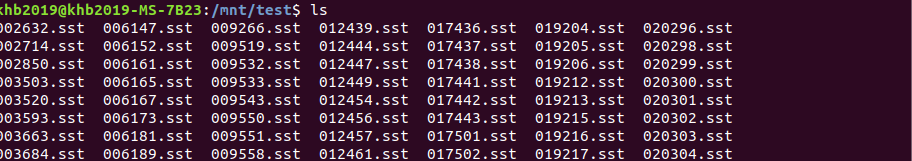 khb2019@khb2019-MS-7B23:/mnt/test$ ls
002632.sst 006147.sst 009266.sst 012439.sst 017436.sst 019204.sst 020296.sst
002714.sst 006152.sst 009519.sst 012444.sst 017437.sst 019205.sst 020298.sst
002850.sst 006161.sst 009532.sst 012447.sst 017438.sst 019206.sst 020299.sst
003503.sst 006165.sst 009533.sst 012449.sst 017441.sst 019212.sst 020300.sst
003520.sst 006167.sst 009543.sst 012454.sst 017442.sst 019213.sst 020301.sst
003593.sst 006173.sst 009550.sst 012456.sst 017443.sst 019215.sst 020302.sst
003663.sst 006181.sst 009551.sst 012457.sst 017501.sst 019216.sst 020303.sst
003684.sst 006189.sst 009558.sst 012461.sst 017502.sst 019217.sst 020304.sst